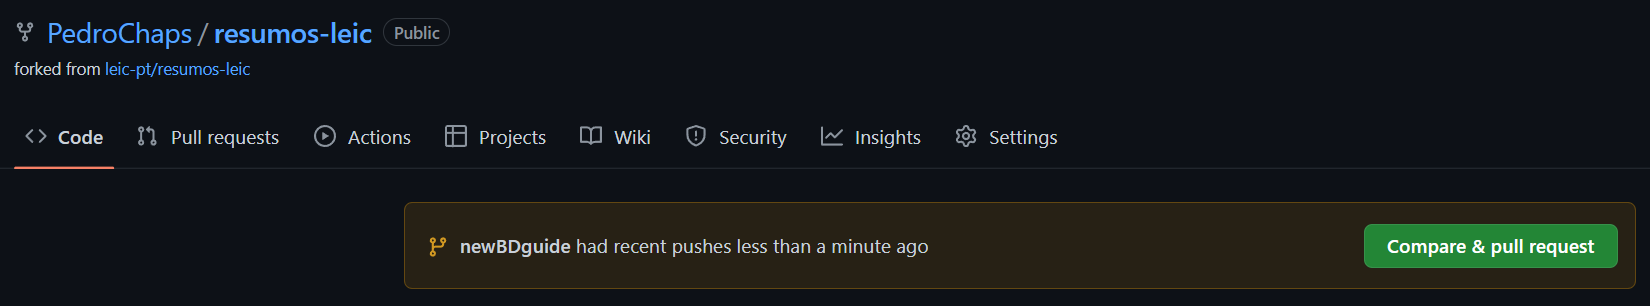 PedroChaps / resumos-leic Public
forked from leic-pt/resumos-leic
Code Pull requests Actions Projects Wiki Security Insights Settings
newBDguide had recent pushes less than a minute ago Compare & pull request